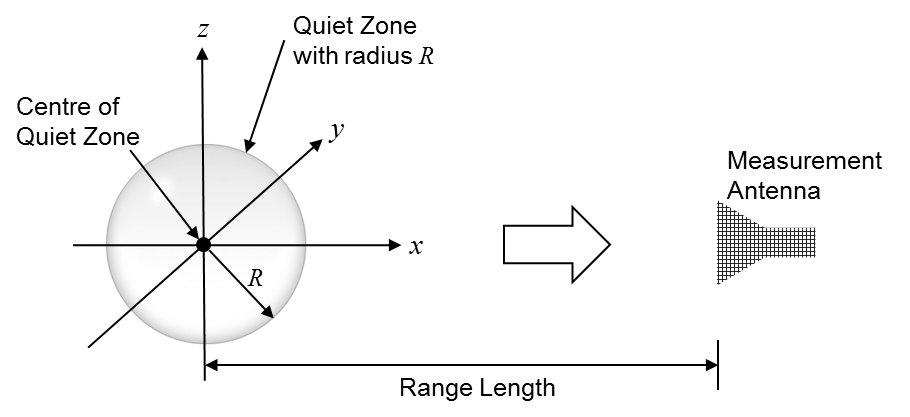 Quiet Zone
with radius R
z
Centre of
Quiet Zone
y
Measurement
Antenna
x
R
Range Length